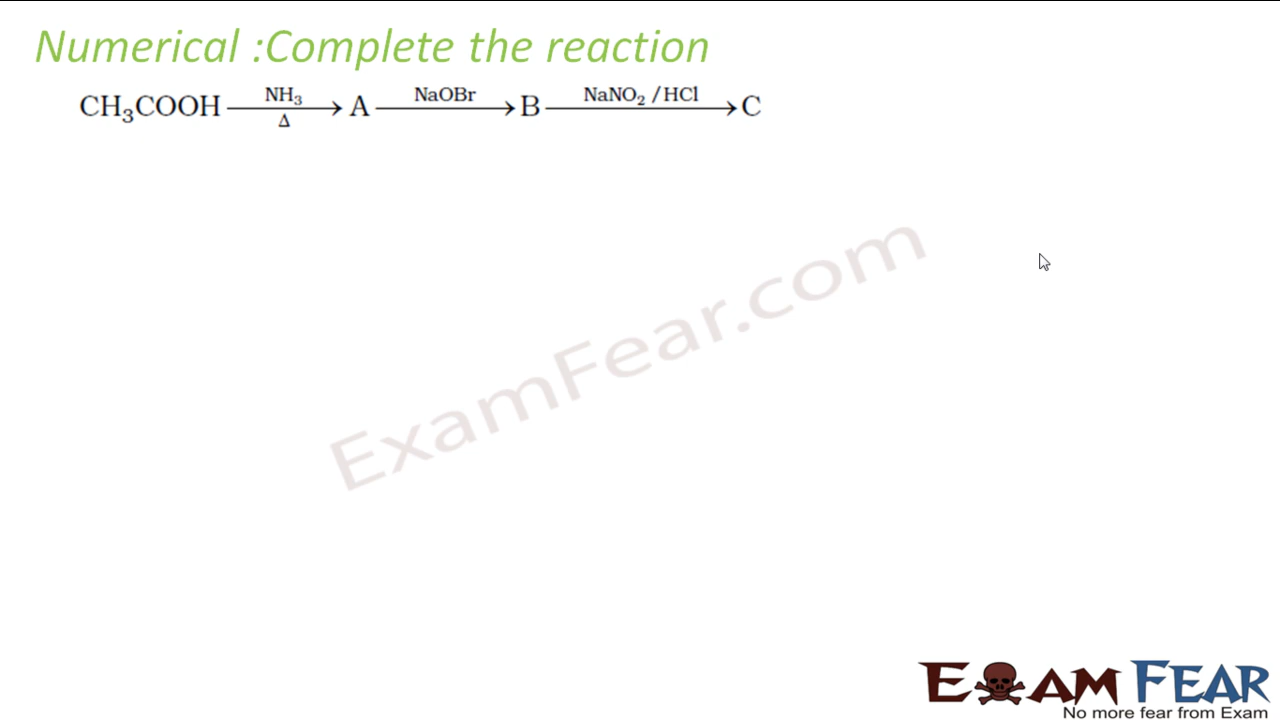 Numerical :Complete the reaction
CH₃COOH —NH₃/Δ→ A —NaOBr→ B —NaNO₂ /HCl→ C
ExamFear.com
EXAM FEAR
No more fear from Exam